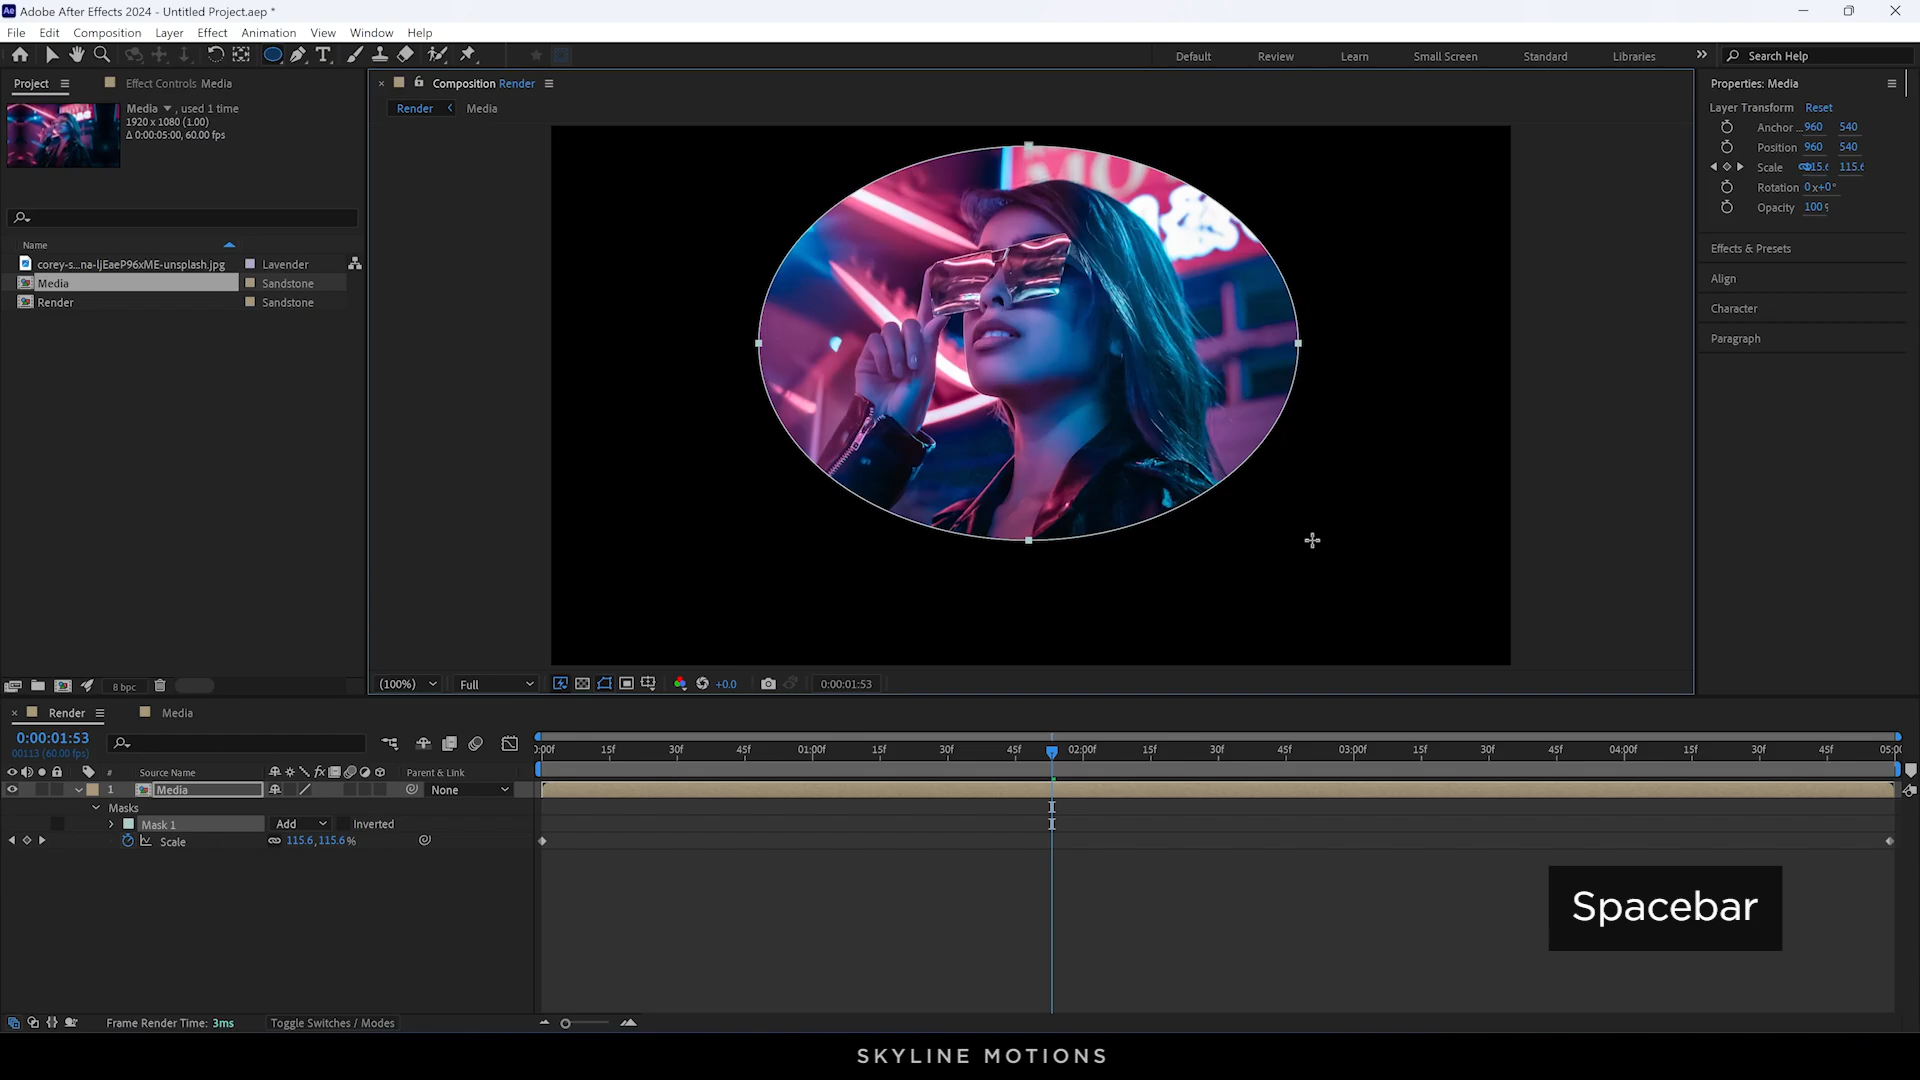 Ae Adobe After Effects 2024 - Untitled Project.aep *
File Edit Composition Layer Effect Animation View Window Help
Default Review Learn Small Screen Standard Libraries » Search Help
Project Effect Controls Media
Media , used 1 time
1920 x 1080 (1.00)
Δ 0:00:05:00, 60.00 fps
Name
corey-s...na-ljEaeP96xME-unsplash.jpg Lavender
Media Sandstone
Render Sandstone
8 bpc
× Composition Render
Render Media
(100%) Full +0.0 0:00:01:53
Properties: Media
Layer Transform Reset
Anchor ... 960 540
Position 960 540
Scale 115.6 115.6
Rotation 0x+0°
Opacity 100
Effects & Presets
Align
Character
Paragraph
× Render Media
0:00:01:53
00113 (60.00 fps)
:00f 15f 30f 45f 01:00f 15f 30f 45f 02:00f 15f 30f 45f 03:00f 15f 30f 45f 04:00f 15f 30f 45f 05:0
# Source Name fx Parent & Link
1 Media None
Masks
Mask 1 Add Inverted
Scale 115.6, 115.6%
Spacebar
Frame Render Time: 3ms Toggle Switches / Modes
SKYLINE MOTIONS